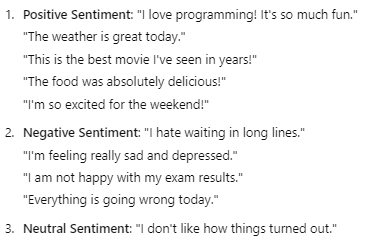 1. Positive Sentiment: "I love programming! It's so much fun."
"The weather is great today."
"This is the best movie I've seen in years!"
"The food was absolutely delicious!"
"I'm so excited for the weekend!"
2. Negative Sentiment: "I hate waiting in long lines."
"I'm feeling really sad and depressed."
"I am not happy with my exam results."
"Everything is going wrong today."
3. Neutral Sentiment: "I don't like how things turned out."